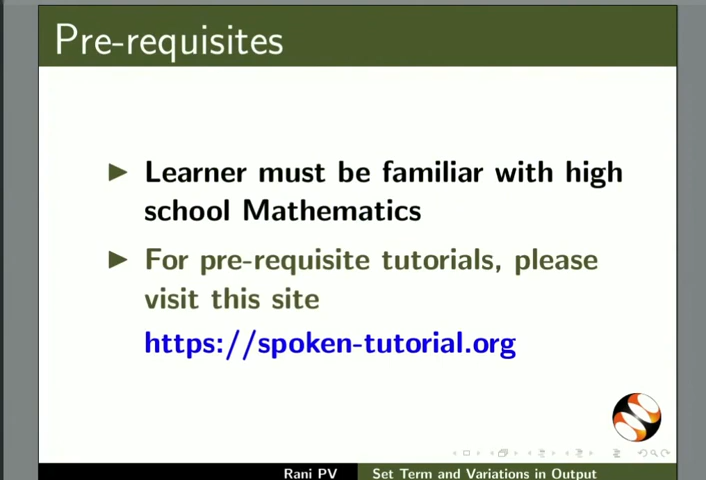 Pre-requisites
Learner must be familiar with high
school Mathematics
For pre-requisite tutorials, please
visit this site
https://spoken-tutorial.org
Rani PV
Set Term and Variations in Output